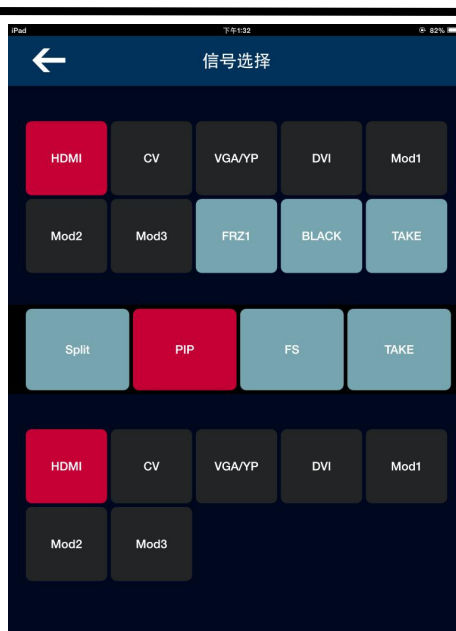 iPad 下午1:32 82%
信号选择
HDMI CV VGA/YP DVI Mod1
Mod2 Mod3 FRZ1 BLACK TAKE
Split PIP FS TAKE
HDMI CV VGA/YP DVI Mod1
Mod2 Mod3